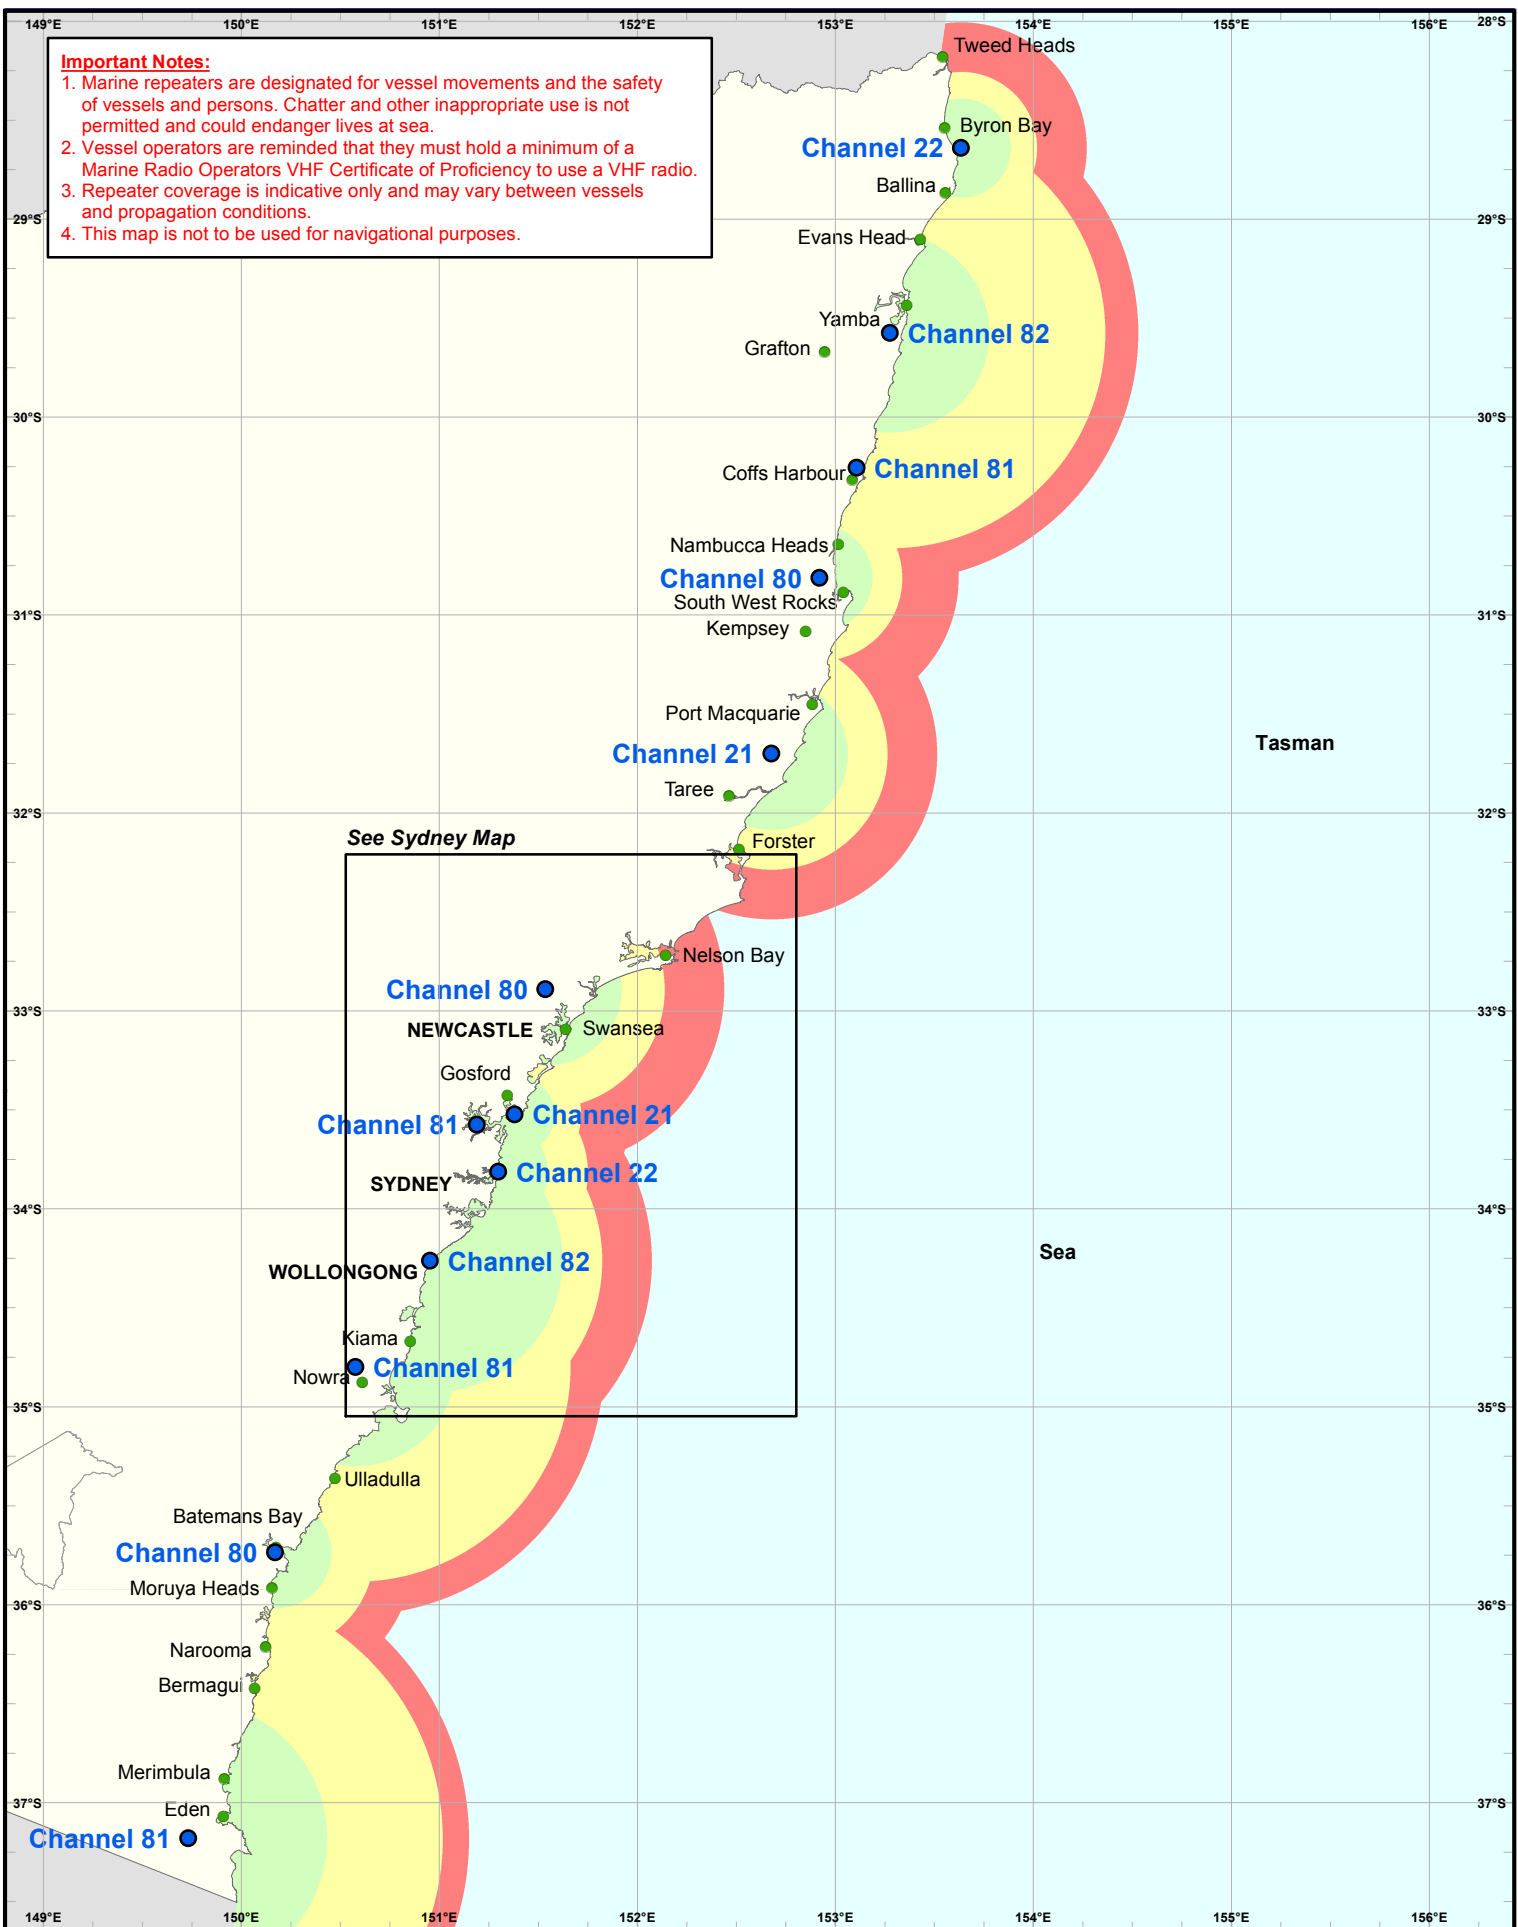 149°E 150°E 151°E 152°E 153°E 154°E 155°E 156°E
28°S
Important Notes:
1. Marine repeaters are designated for vessel movements and the safety
of vessels and persons. Chatter and other inappropriate use is not
permitted and could endanger lives at sea.
2. Vessel operators are reminded that they must hold a minimum of a
Marine Radio Operators VHF Certificate of Proficiency to use a VHF radio.
3. Repeater coverage is indicative only and may vary between vessels
and propagation conditions.
4. This map is not to be used for navigational purposes.
Tweed Heads
Byron Bay
Channel 22
Ballina
29°S 29°S
Evans Head
Yamba
Channel 82
Grafton
30°S 30°S
Channel 81
Coffs Harbour
Nambucca Heads
Channel 80
South West Rocks
31°S 31°S
Kempsey
Port Macquarie
Tasman
Channel 21
Taree
32°S 32°S
See Sydney Map
Forster
Nelson Bay
Channel 80
33°S 33°S
NEWCASTLE
Swansea
Gosford
Channel 21
Channel 81
Channel 22
SYDNEY
34°S 34°S
Sea
Channel 82
WOLLONGONG
Kiama
Channel 81
Nowra
35°S 35°S
Ulladulla
Batemans Bay
Channel 80
Moruya Heads
36°S 36°S
Narooma
Bermagui
Merimbula
37°S 37°S
Eden
Channel 81
149°E 150°E 151°E 152°E 153°E 154°E 155°E 156°E